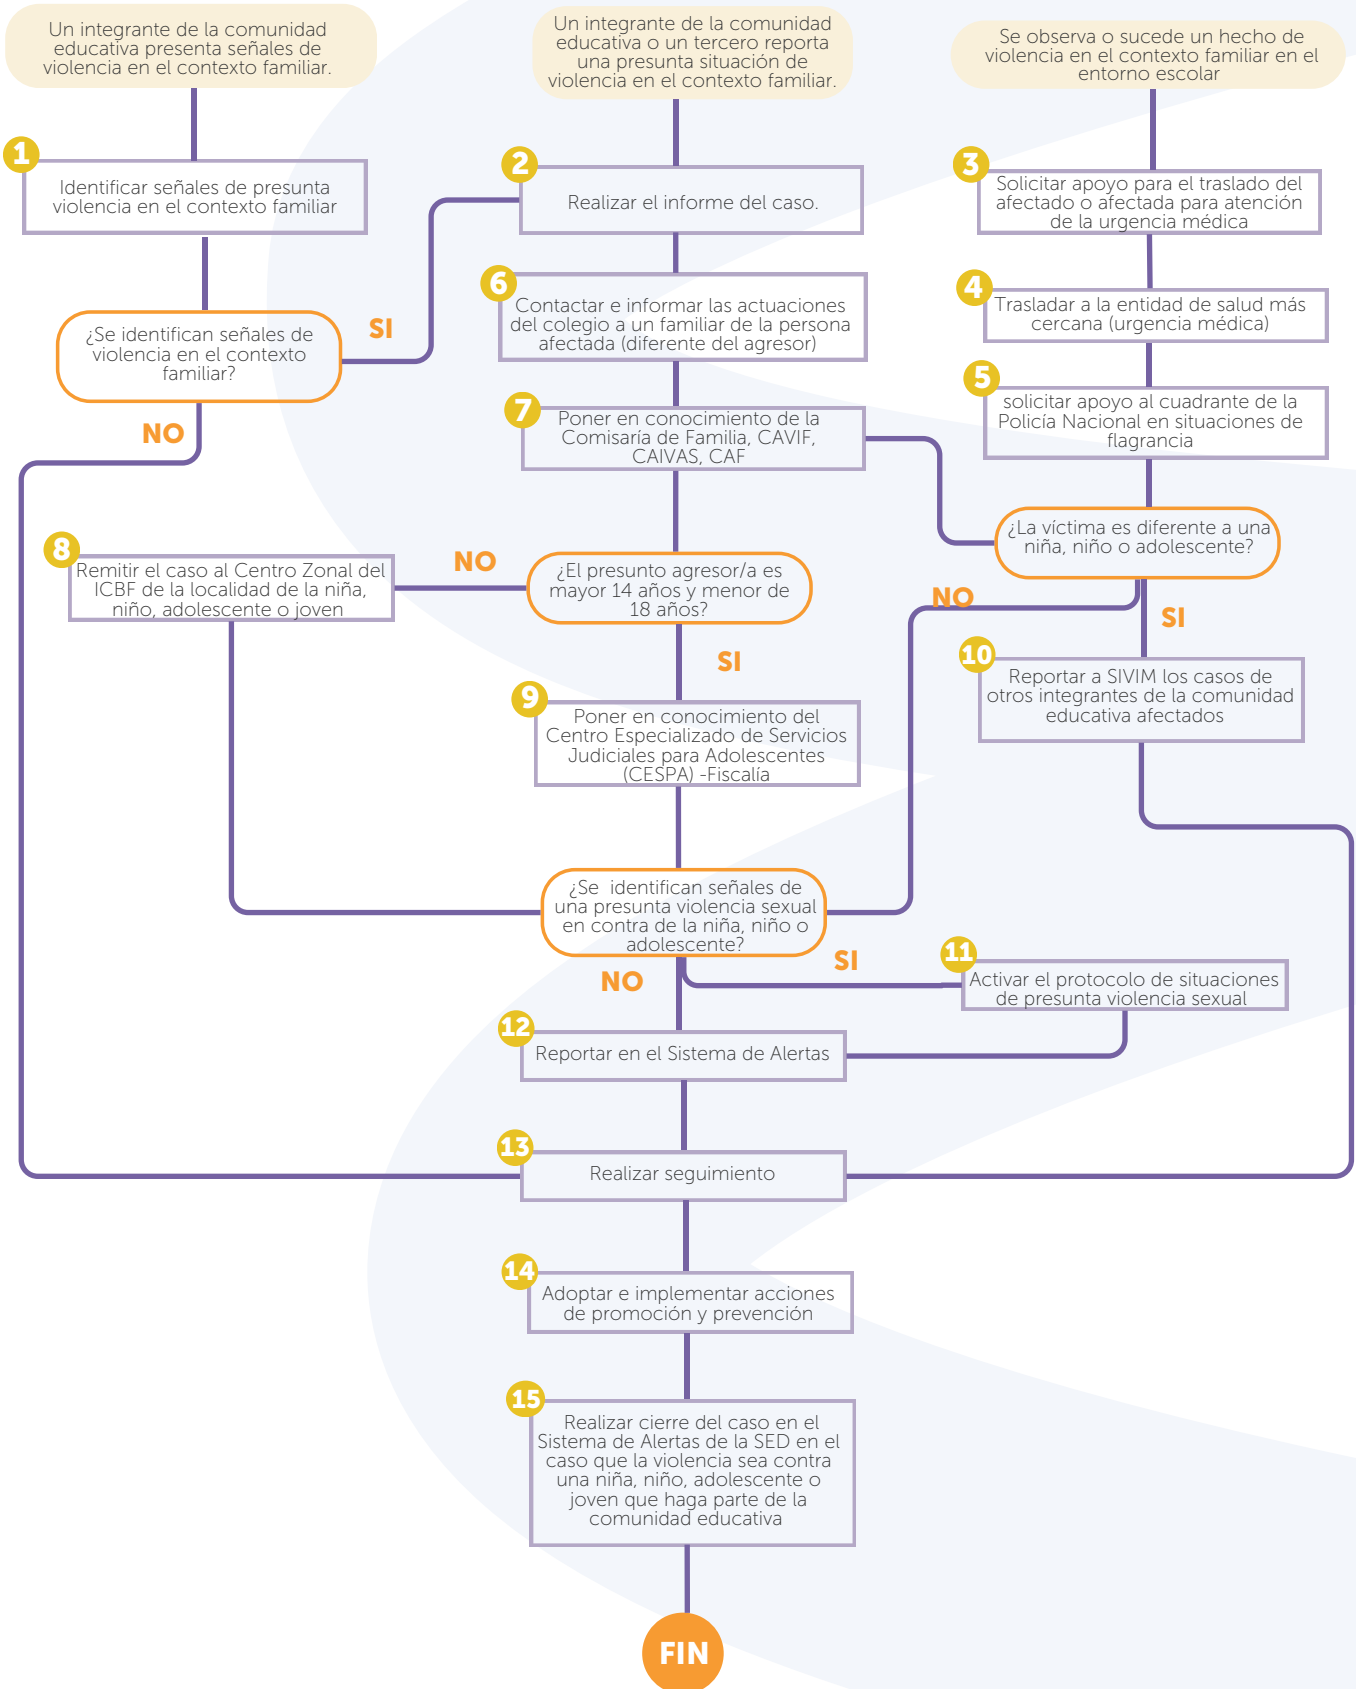 Un integrante de la comunidad
educativa presenta señales de
violencia en el contexto familiar.
Un integrante de la comunidad
educativa o un tercero reporta
una presunta situación de
violencia en el contexto familiar.
Se observa o sucede un hecho de
violencia en el contexto familiar en el
entorno escolar
1
Identificar señales de presunta
violencia en el contexto familiar
2
Realizar el informe del caso.
3
Solicitar apoyo para el traslado del
afectado o afectada para atención
de la urgencia médica
¿Se identifican señales de
violencia en el contexto
familiar?
SI
NO
6
Contactar e informar las actuaciones
del colegio a un familiar de la persona
afectada (diferente del agresor)
4
Trasladar a la entidad de salud más
cercana (urgencia médica)
5
solicitar apoyo al cuadrante de la
Policía Nacional en situaciones de
flagrancia
7
Poner en conocimiento de la
Comisaría de Familia, CAVIF,
CAIVAS, CAF
¿La víctima es diferente a una
niña, niño o adolescente?
NO
SI
8
Remitir el caso al Centro Zonal del
ICBF de la localidad de la niña,
niño, adolescente o joven
NO
¿El presunto agresor/a es
mayor 14 años y menor de
18 años?
SI
10
Reportar a SIVIM los casos de
otros integrantes de la comunidad
educativa afectados
9
Poner en conocimiento del
Centro Especializado de Servicios
Judiciales para Adolescentes
(CESPA) -Fiscalía
¿Se identifican señales de
una presunta violencia sexual
en contra de la niña, niño o
adolescente?
NO
SI
11
Activar el protocolo de situaciones
de presunta violencia sexual
12
Reportar en el Sistema de Alertas
13
Realizar seguimiento
14
Adoptar e implementar acciones
de promoción y prevención
15
Realizar cierre del caso en el
Sistema de Alertas de la SED en el
caso que la violencia sea contra
una niña, niño, adolescente o
joven que haga parte de la
comunidad educativa
FIN